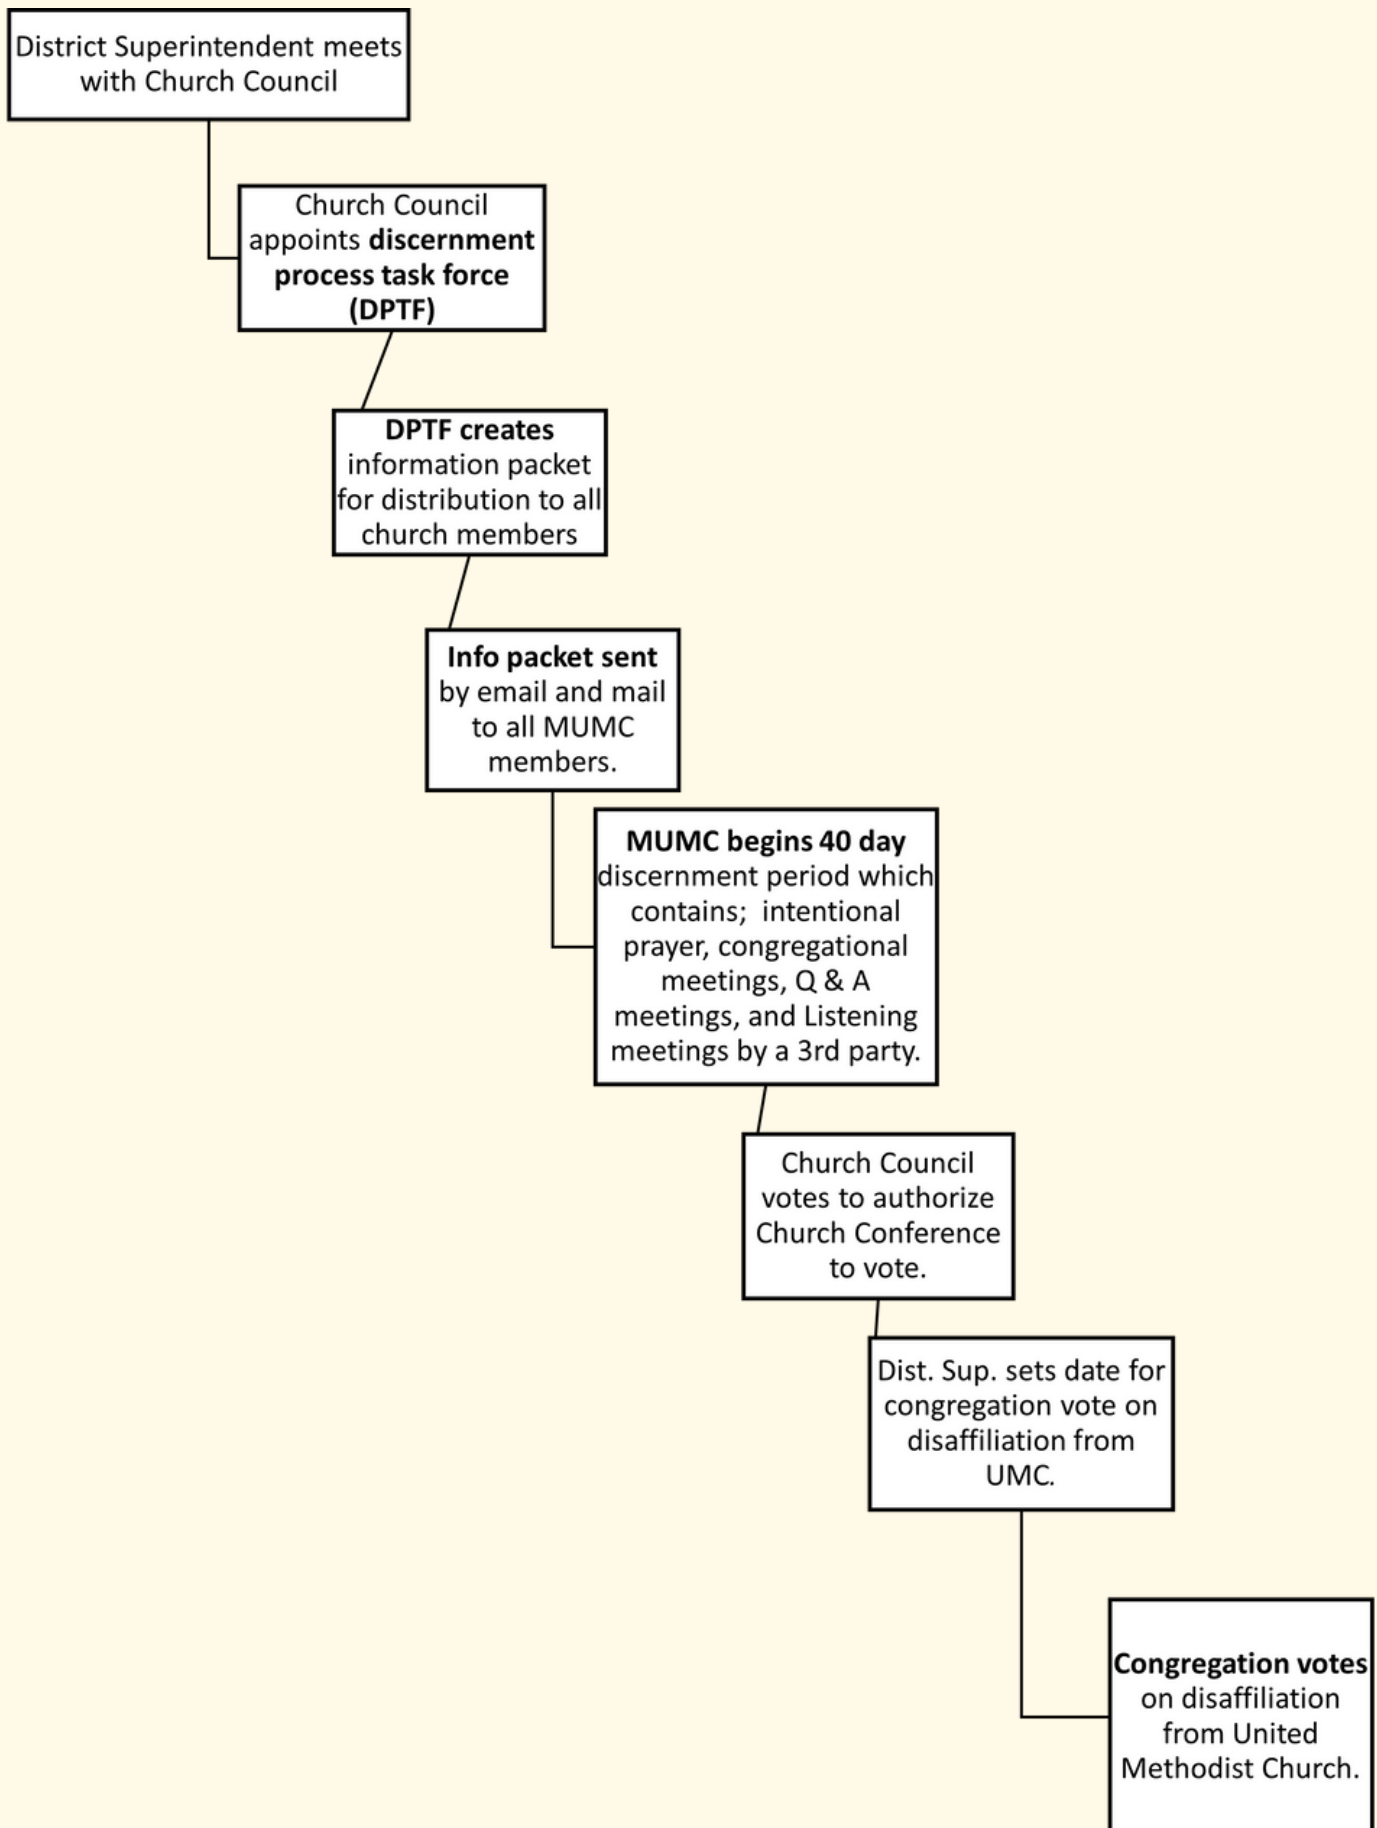 District Superintendent meets
with Church Council
Church Council
appoints discernment
process task force
(DPTF)
DPTF creates
information packet
for distribution to all
church members
Info packet sent
by email and mail
to all MUMC
members.
MUMC begins 40 day
discernment period which
contains; intentional
prayer, congregational
meetings, Q & A
meetings, and Listening
meetings by a 3rd party.
Church Council
votes to authorize
Church Conference
to vote.
Dist. Sup. sets date for
congregation vote on
disaffiliation from
UMC.
Congregation votes
on disaffiliation
from United
Methodist Church.